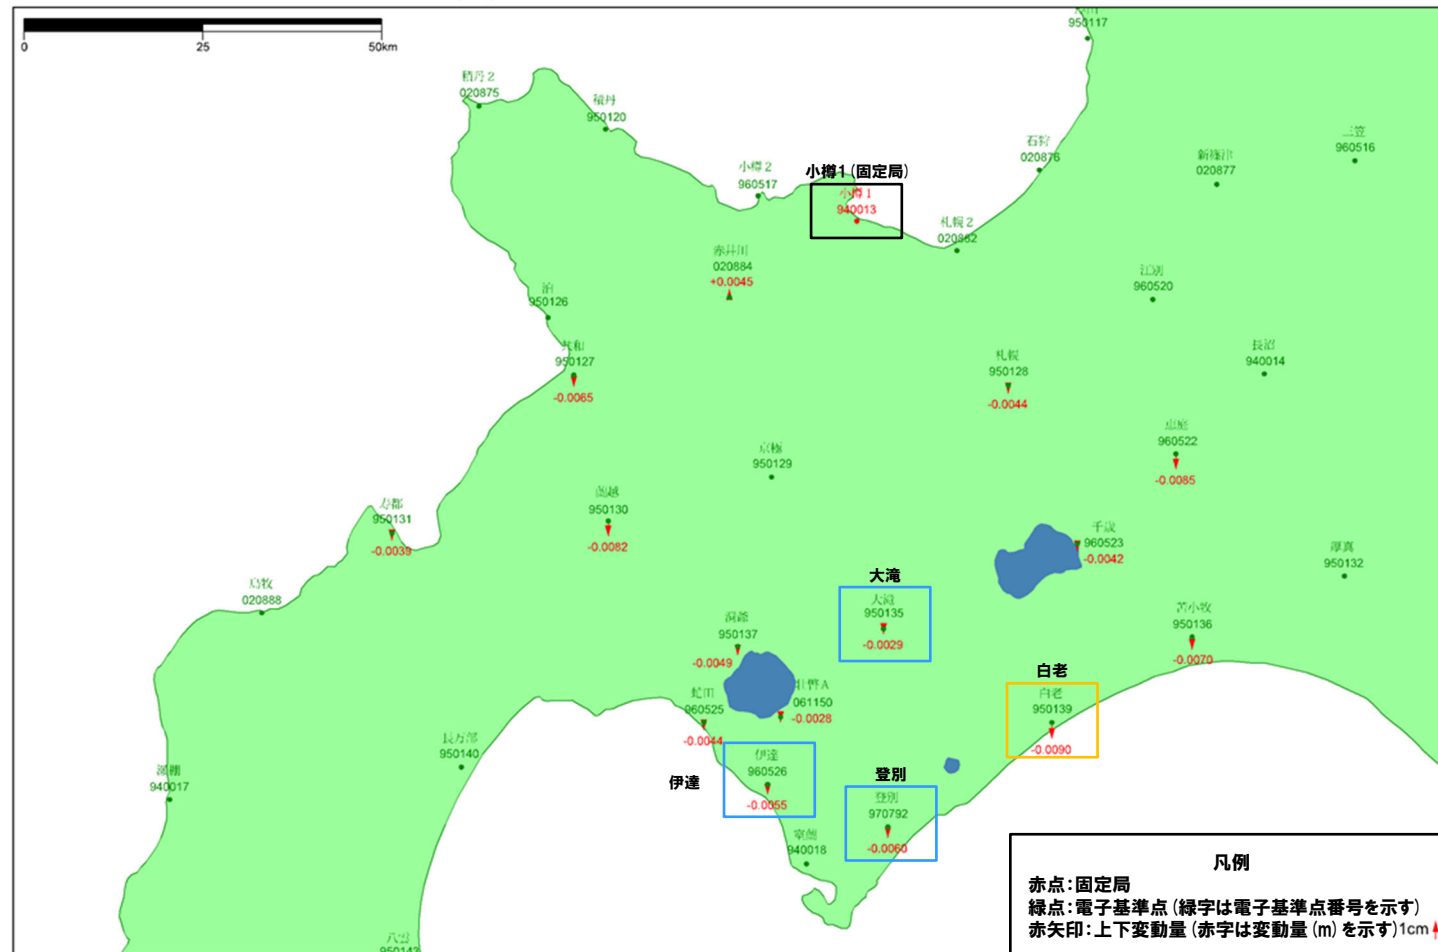 0
25
50km
950117
積丹２
020875
積丹
950120
小樽２
960517
小樽1 (固定局)
小樽１
940013
石狩
020876
新篠津
020877
三笠
960516
札幌２
020882
赤井川
020884
+0.0045
江別
960520
泊
950126
共和
950127
-0.0065
札幌
950128
-0.0044
長沼
940014
恵庭
960522
-0.0085
京極
950129
蘭越
950130
-0.0082
寿都
950131
-0.0039
千歳
960523
-0.0042
厚真
950132
島牧
020888
大滝
大滝
950135
-0.0029
洞爺
950137
-0.0049
苫小牧
950136
-0.0070
白老
白老
950139
-0.0090
壮瞥A
061150
-0.0028
虻田
960525
-0.0044
長万部
950140
伊達
伊達
960526
-0.0055
登別
登別
970792
-0.0060
瀬棚
940017
室蘭
940018
八雲
950143
凡例
赤点:固定局
緑点:電子基準点 (緑字は電子基準点番号を示す)
赤矢印:上下変動量 (赤字は変動量 (m) を示す) 1cm